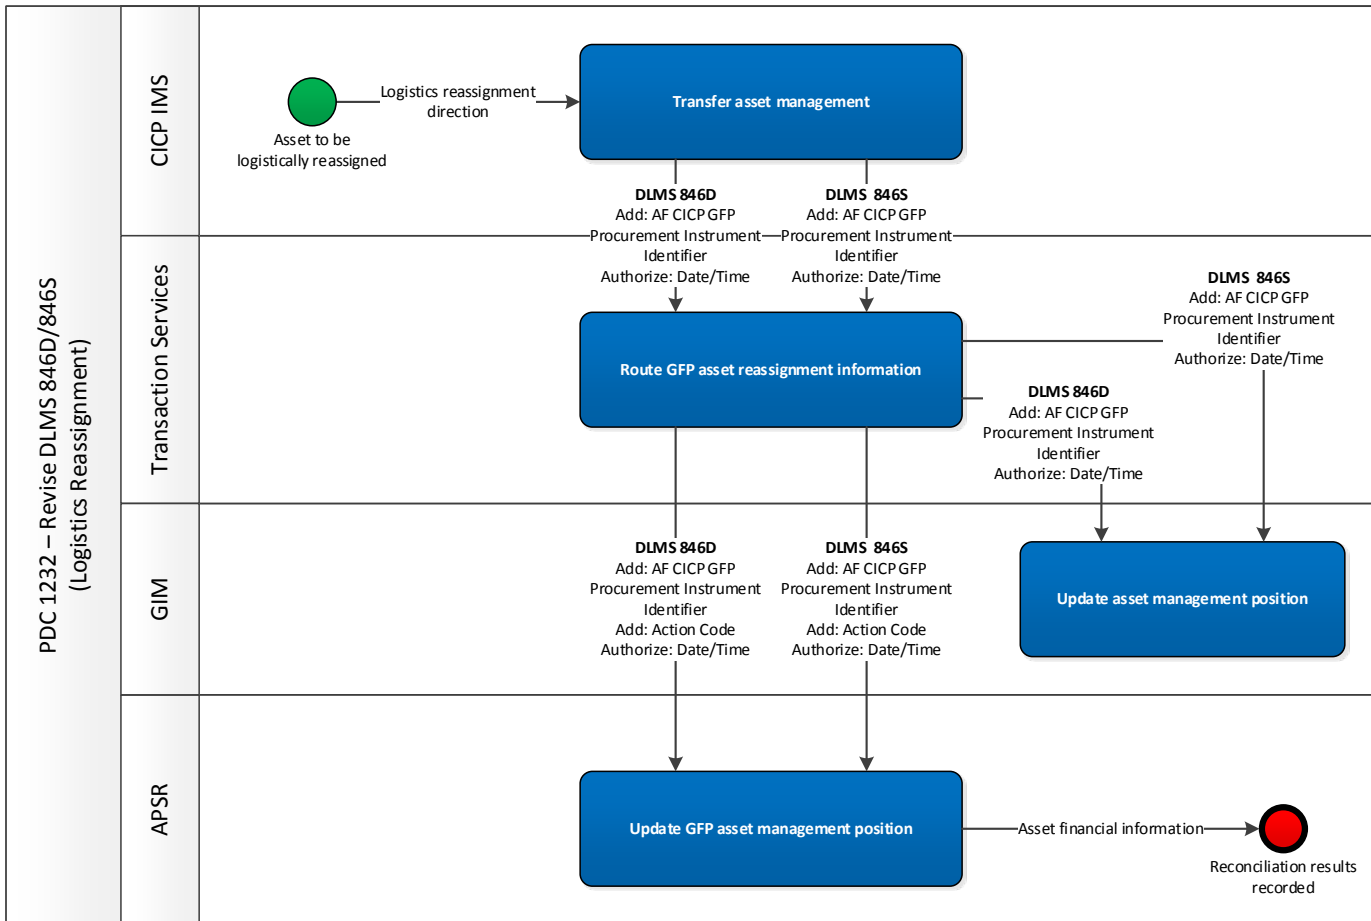 PDC 1232 – Revise DLMS 846D/846S
(Logistics Reassignment)
CICP IMS
Asset to be
logistically reassigned
Logistics reassignment
direction
Transfer asset management
DLMS 846D
Add: AF CICP GFP
Procurement Instrument
Identifier
Authorize: Date/Time
DLMS 846S
Add: AF CICP GFP
Procurement Instrument
Identifier
Authorize: Date/Time
Transaction Services
Route GFP asset reassignment information
DLMS 846S
Add: AF CICP GFP
Procurement Instrument
Identifier
Authorize: Date/Time
DLMS 846D
Add: AF CICP GFP
Procurement Instrument
Identifier
Authorize: Date/Time
GIM
DLMS 846D
Add: AF CICP GFP
Procurement Instrument
Identifier
Add: Action Code
Authorize: Date/Time
DLMS 846S
Add: AF CICP GFP
Procurement Instrument
Identifier
Add: Action Code
Authorize: Date/Time
Update asset management position
APSR
Update GFP asset management position
Asset financial information
Reconciliation results
recorded